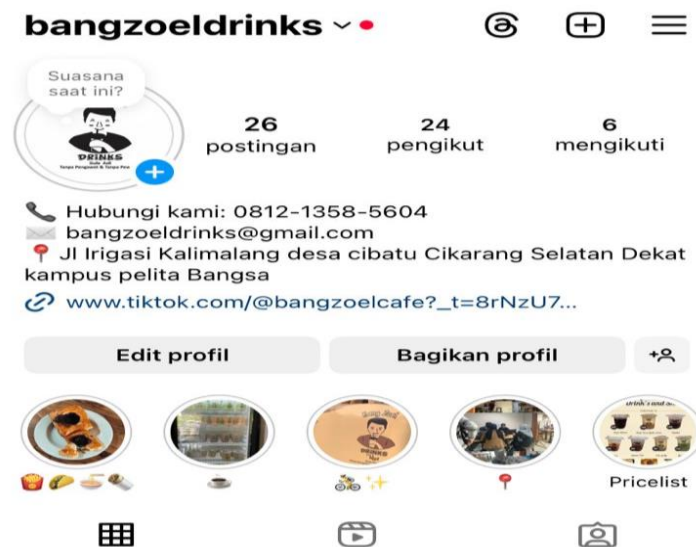 bangzoeldrinks
Suasana
saat ini?
DRINKS
26
postingan
24
pengikut
6
mengikuti
Hubungi kami: 0812-1358-5604
bangzoeldrinks@gmail.com
Jl Irigasi Kalimalang desa cibatu Cikarang Selatan Dekat
kampus pelita Bangsa
www.tiktok.com/@bangzoelcafe?_t=8rNzU7...
Edit profil
Bagikan profil
DRINKS
Pricelist